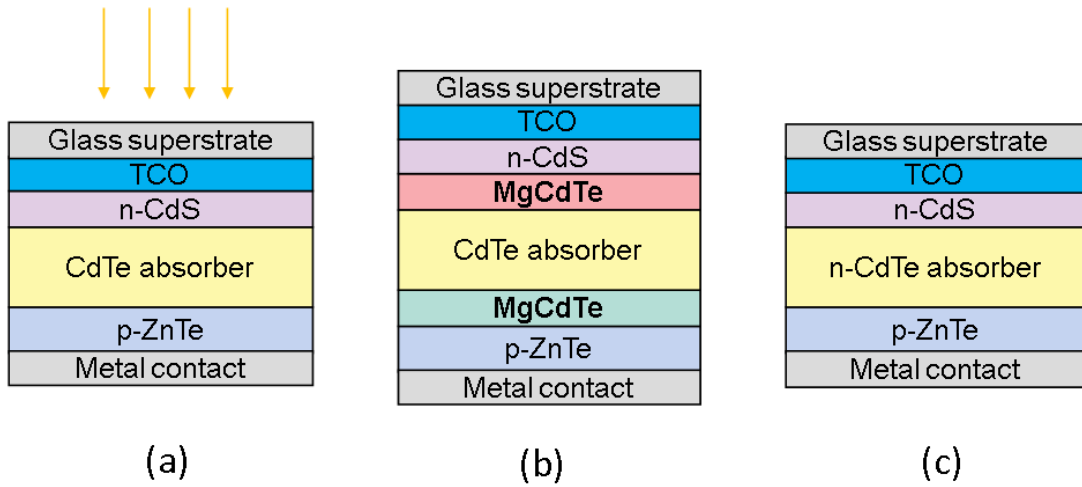 Glass superstrate
TCO
n-CdS
CdTe absorber
p-ZnTe
Metal contact
(a)
Glass superstrate
TCO
n-CdS
MgCdTe
CdTe absorber
MgCdTe
p-ZnTe
Metal contact
(b)
Glass superstrate
TCO
n-CdS
n-CdTe absorber
p-ZnTe
Metal contact
(c)